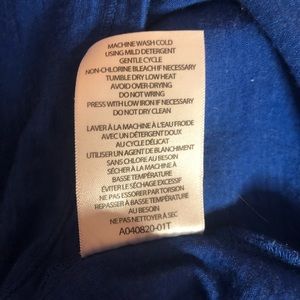 MACHINE WASH COLD
USING MILD DETERGENT
GENTLE CYCLE
NON-CHLORINE BLEACH IF NECESSARY
TUMBLE DRY LOW HEAT
AVOID OVER-DRYING
DO NOT WRING
PRESS WITH LOW IRON IF NECESSARY
DO NOT DRY CLEAN
LAVER À LA MACHINE À L'EAU FROIDE
AVEC UN DÉTERGENT DOUX
AU CYCLE DÉLICAT
UTILISER UN AGENT DE BLANCHIMENT
SANS CHLORE AU BESOIN
SÉCHER À LA MACHINE À
BASSE TEMPÉRATURE
ÉVITER LE SÉCHAGE EXCESSIF
NE PAS ESSORER PAR TORSION
REPASSER À BASSE TEMPÉRATURE
AU BESOIN
NE PAS NETTOYER À SEC
A040820-01T